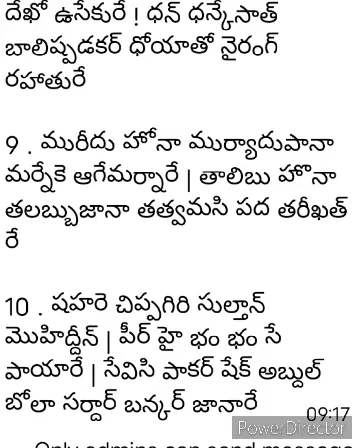 దేఖో ఉసేకురే ! ధన్ ధన్కేసాత్
బాలిష్పడకర్ ధోయాతో నైరంగ్
రహాతురే
9 . మురీదు హోనా ముర్యాదుపానా
మర్నేకె ఆగేమర్నారే | తాలిబు హొనా
తలబ్బుజానా తత్వమసి పద తరీఖత్
రే
10 . షహరె చిప్పగిరి సుల్తాన్
మొహిద్దీన్ | పీర్ హై భం భం సే
పాయారే | సేవిసి పాకర్ షేక్ అబ్దుల్
బోలా సర్దార్ బన్కర్ జానారే
09:17
PowerDirector